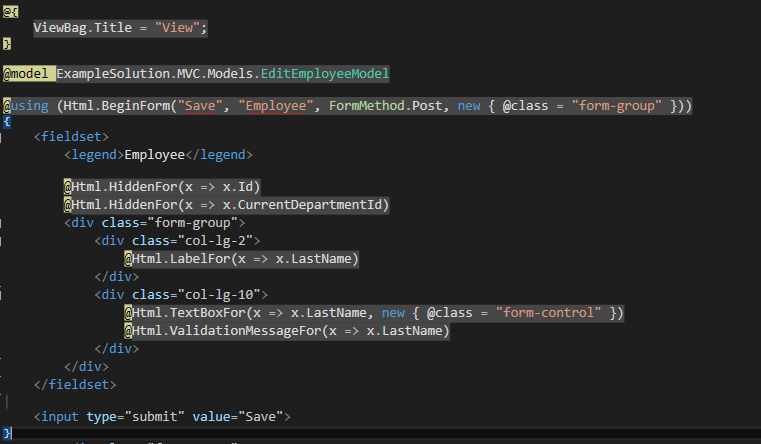 @{
    ViewBag.Title = "View";
}
@model ExampleSolution.MVC.Models.EditEmployeeModel
@using (Html.BeginForm("Save", "Employee", FormMethod.Post, new { @class = "form-group" }))
{
    <fieldset>
        <legend>Employee</legend>
        @Html.HiddenFor(x => x.Id)
        @Html.HiddenFor(x => x.CurrentDepartmentId)
        <div class="form-group">
            <div class="col-lg-2">
                @Html.LabelFor(x => x.LastName)
            </div>
            <div class="col-lg-10">
                @Html.TextBoxFor(x => x.LastName, new { @class = "form-control" })
                @Html.ValidationMessageFor(x => x.LastName)
            </div>
        </div>
    </fieldset>
    <input type="submit" value="Save">
}